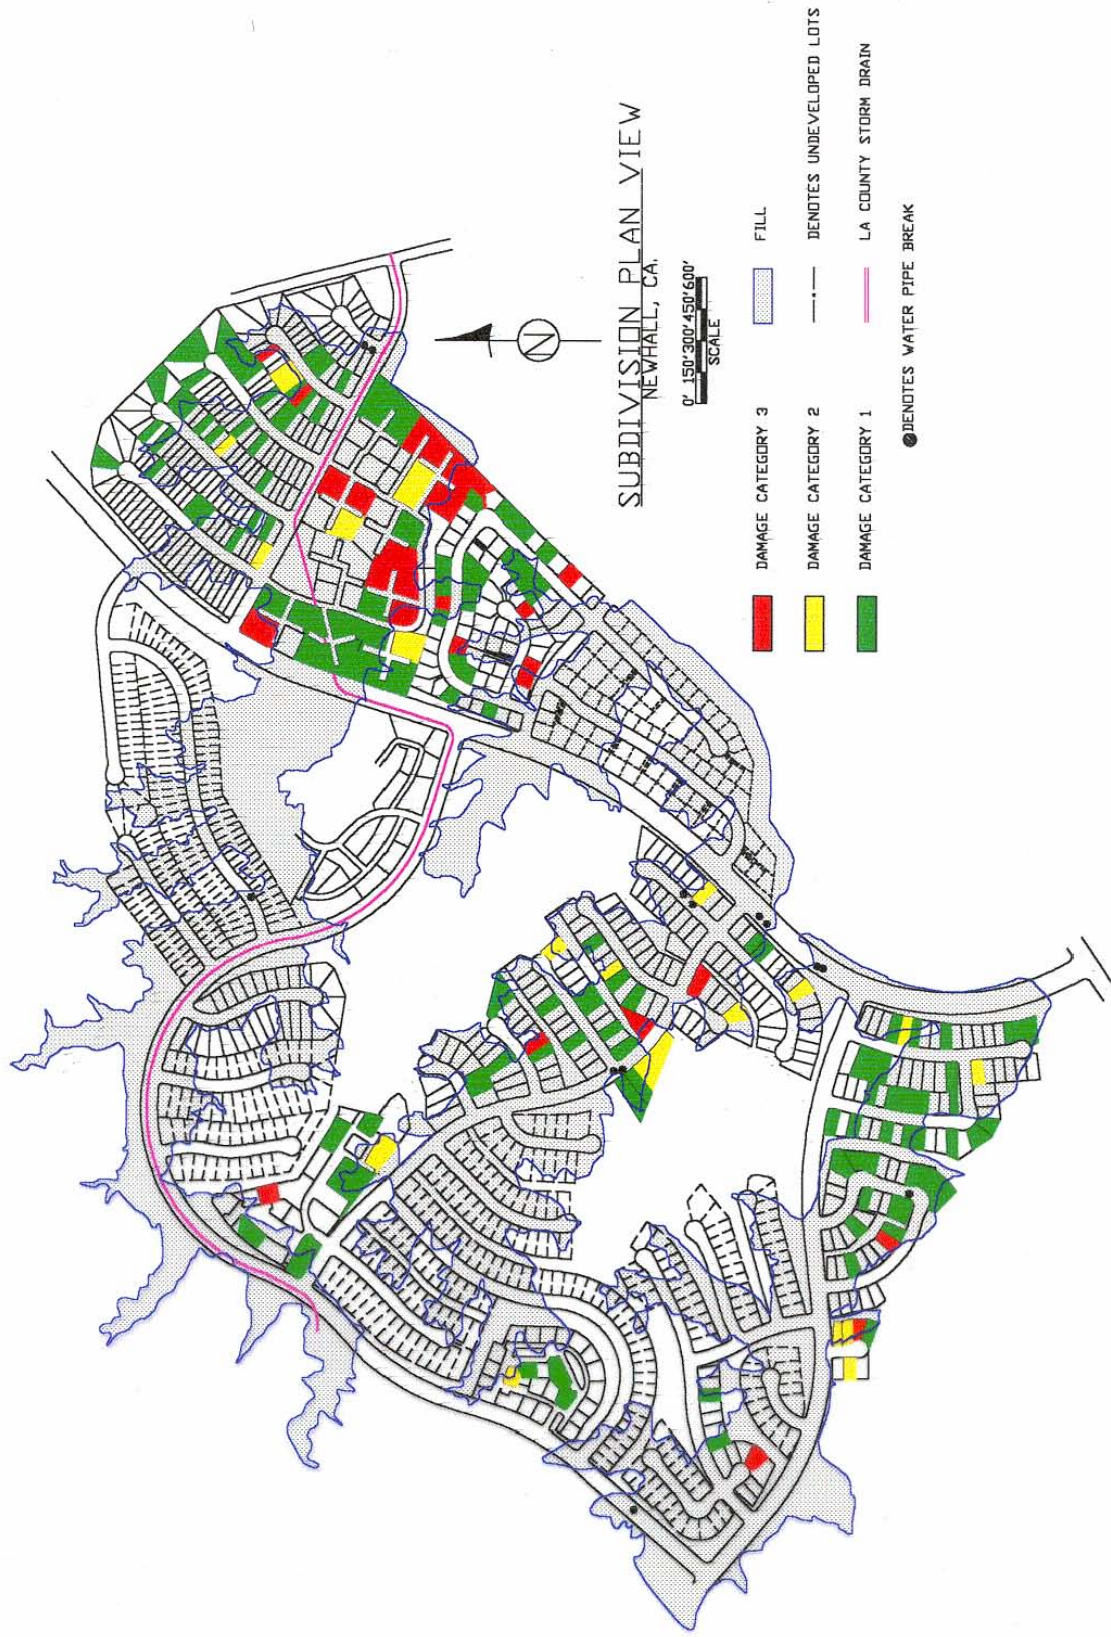 SUBDIVISION PLAN VIEW
NEWHALL, CA.
N
0' 150'300'450'600'
SCALE
DAMAGE CATEGORY 3
FILL
DAMAGE CATEGORY 2
DENOTES UNDEVELOPED LOTS
DAMAGE CATEGORY 1
LA COUNTY STORM DRAIN
DENOTES WATER PIPE BREAK